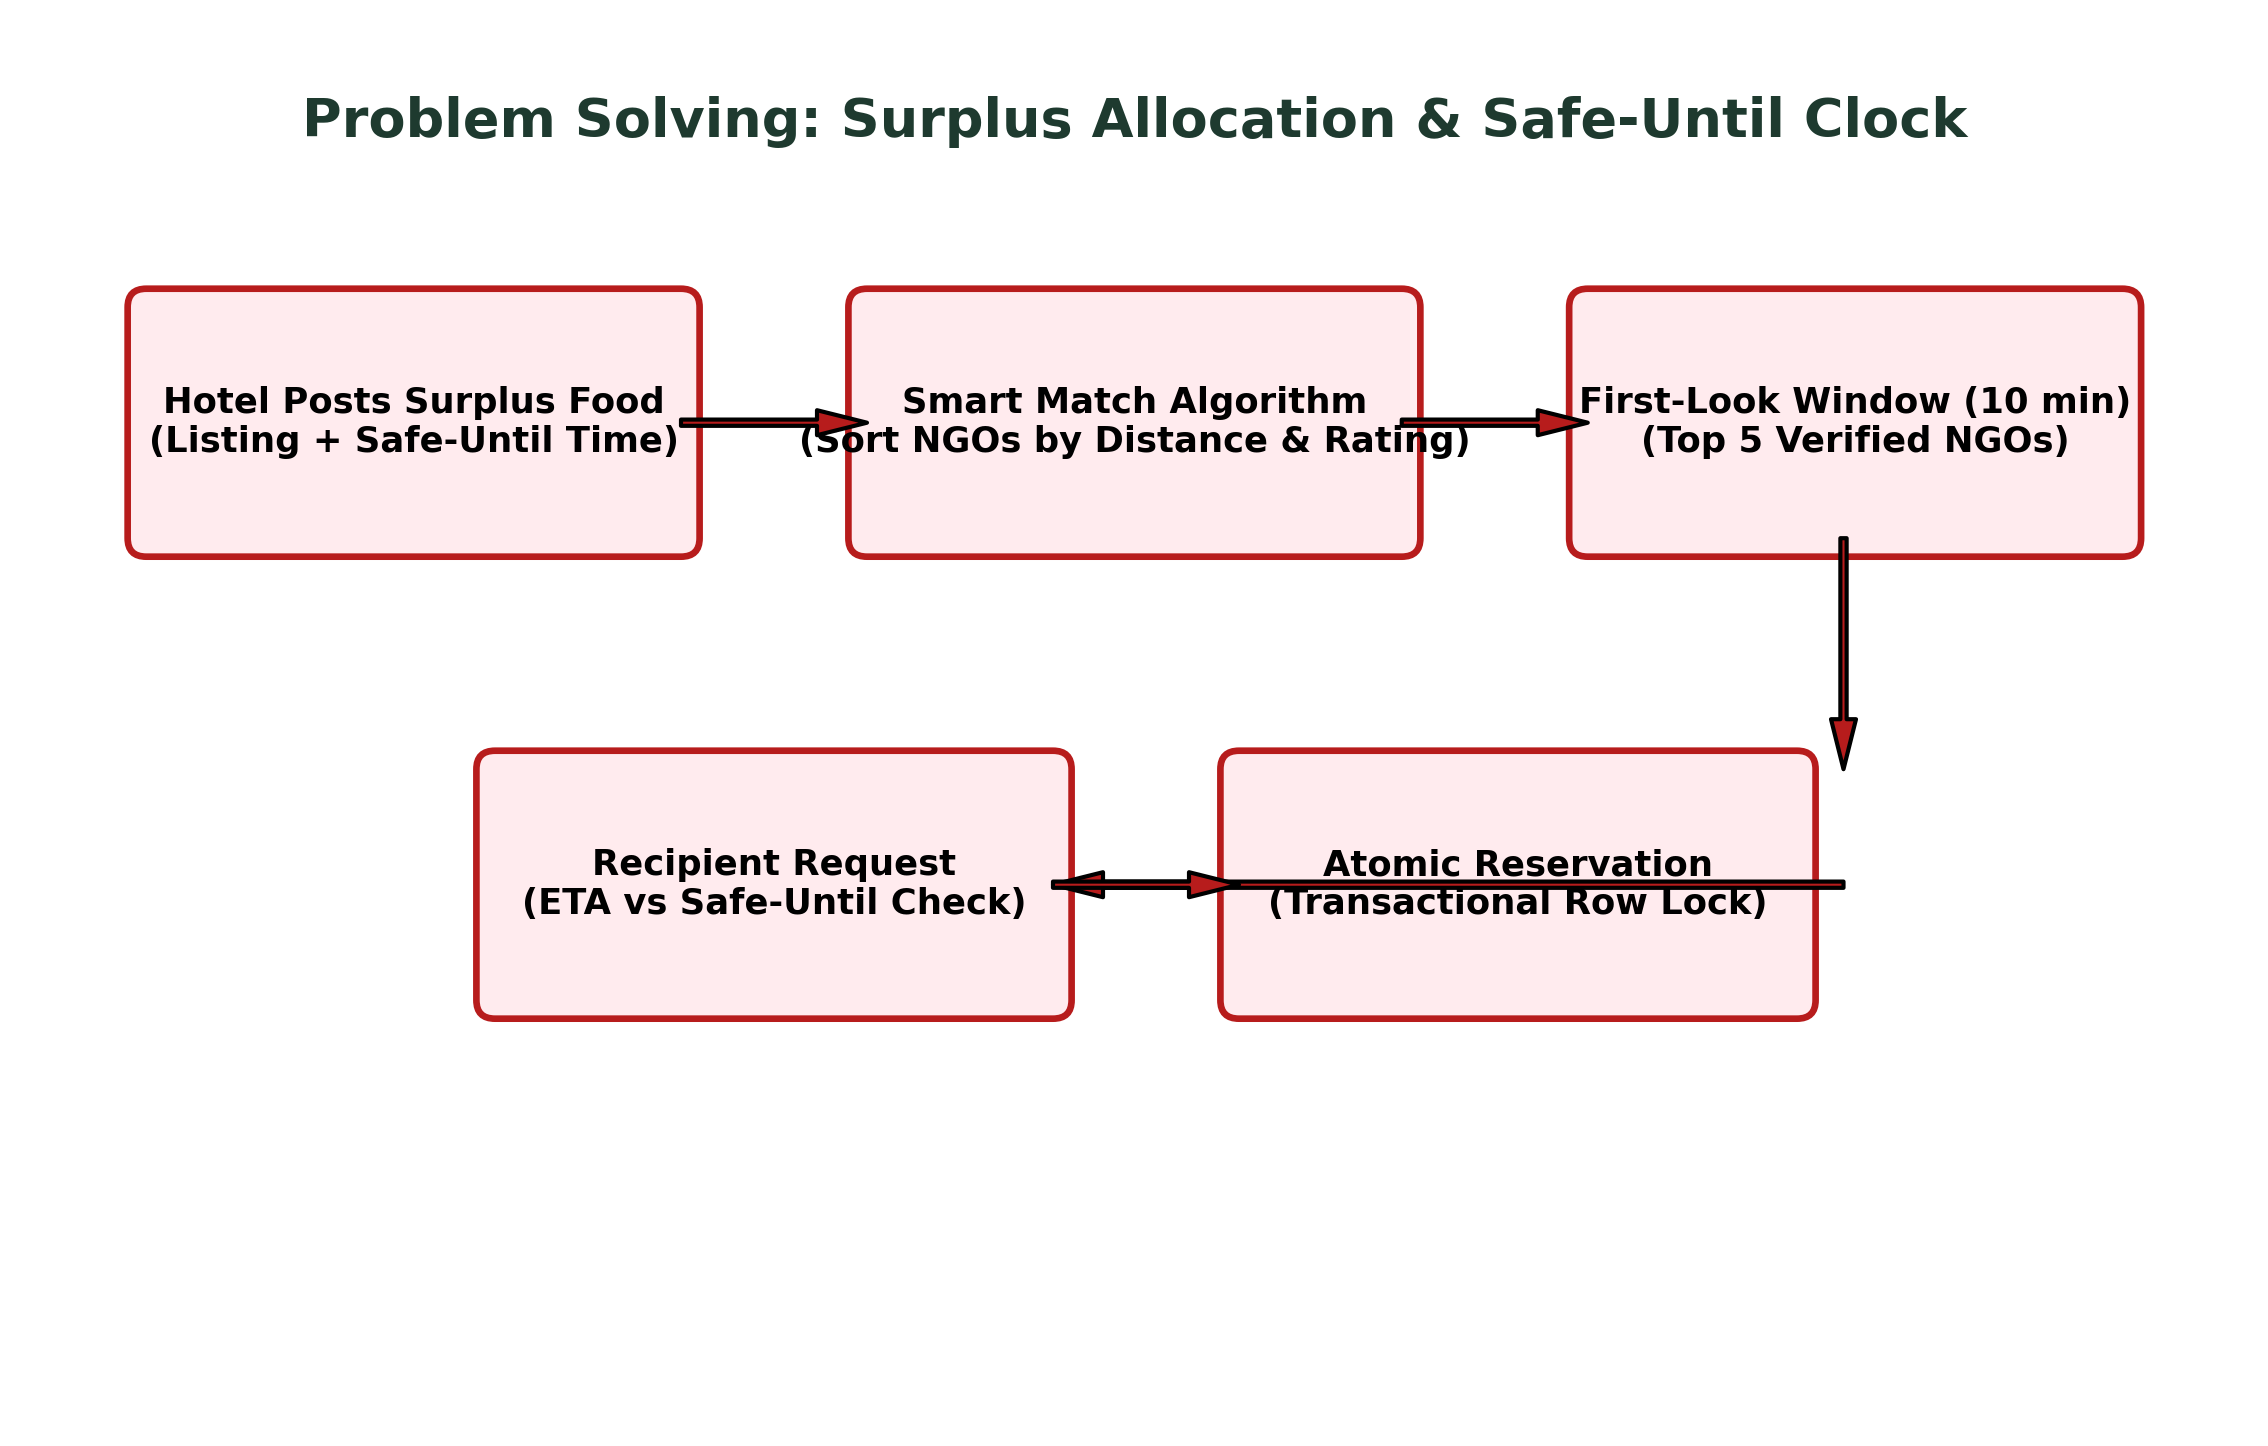 Problem Solving: Surplus Allocation & Safe-Until Clock
Hotel Posts Surplus Food
(Listing + Safe-Until Time)
Smart Match Algorithm
(Sort NGOs by Distance & Rating)
First-Look Window (10 min)
(Top 5 Verified NGOs)
Recipient Request
(ETA vs Safe-Until Check)
Atomic Reservation
(Transactional Row Lock)